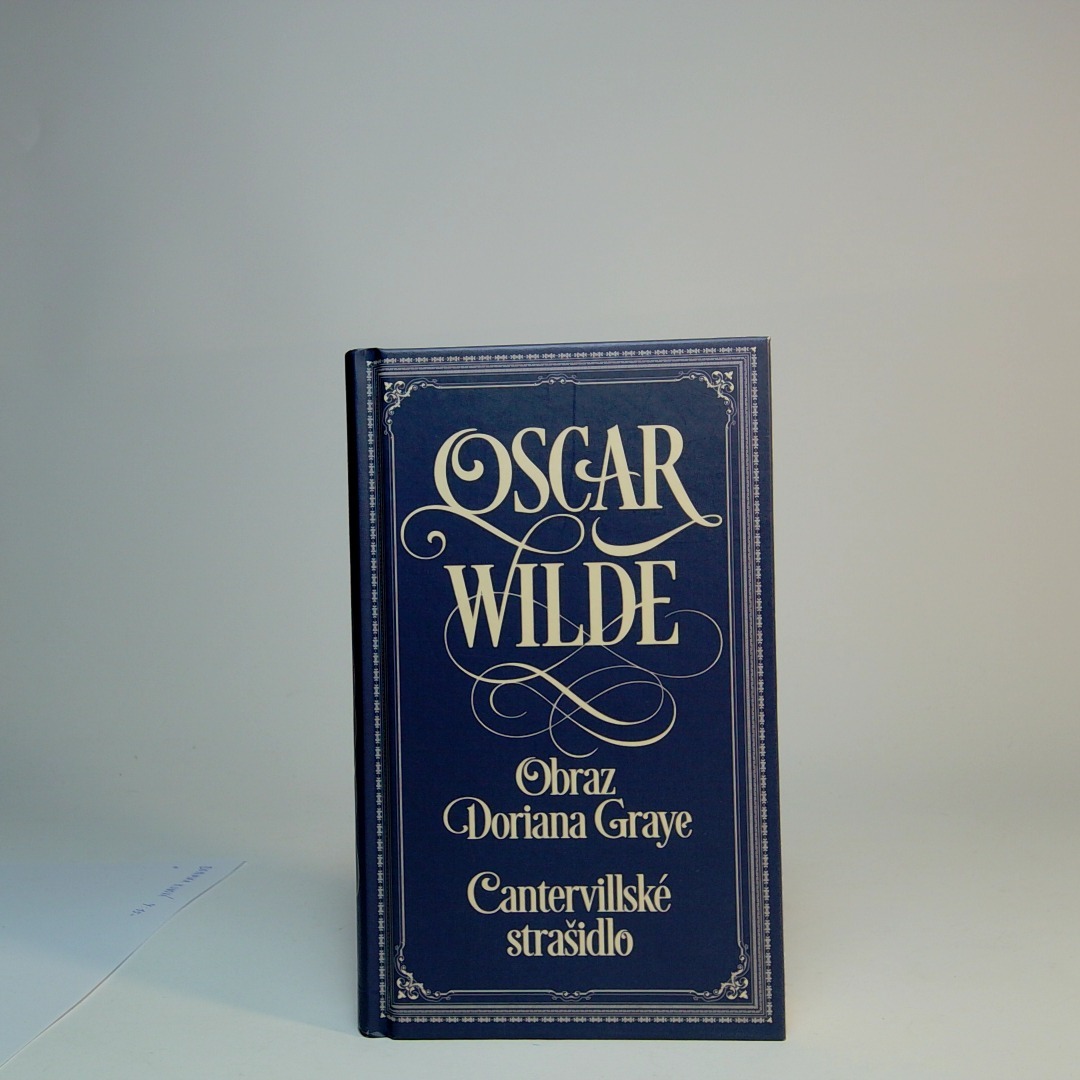 OSCAR
WILDE
Obraz
Doriana Graye
Cantervillské
strašidlo